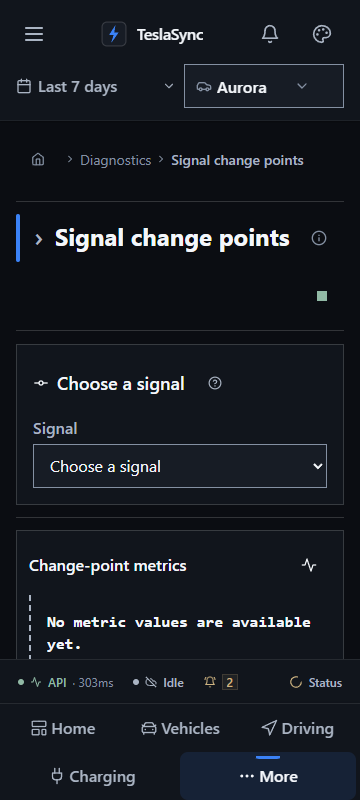 TeslaSync
Last 7 days
Aurora
Diagnostics
Signal change points
Signal change points
Choose a signal
Signal
Choose a signal
Change-point metrics
No metric values are available
yet.
API · 303ms
Idle
2
Status
Home
Vehicles
Driving
Charging
More